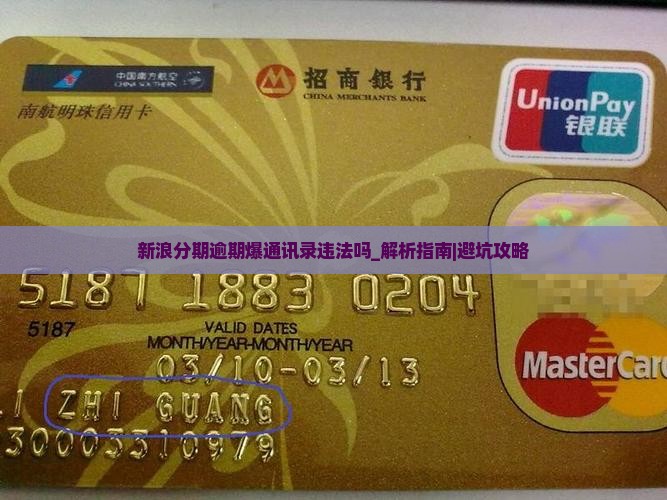 中国南方航空
CHINA SOUTHERN
南航明珠信用卡
招商银行
CHINA MERCHANTS BANK
UnionPay
银联
新浪分期逾期爆通讯录违法吗_解析指南|避坑攻略
5187 1883 0204
5187
VALID DATES
MONTH/YEAR-MONTH/YEAR
03/10-03/13
LI ZHI GUANG
30003310979
MasterCard